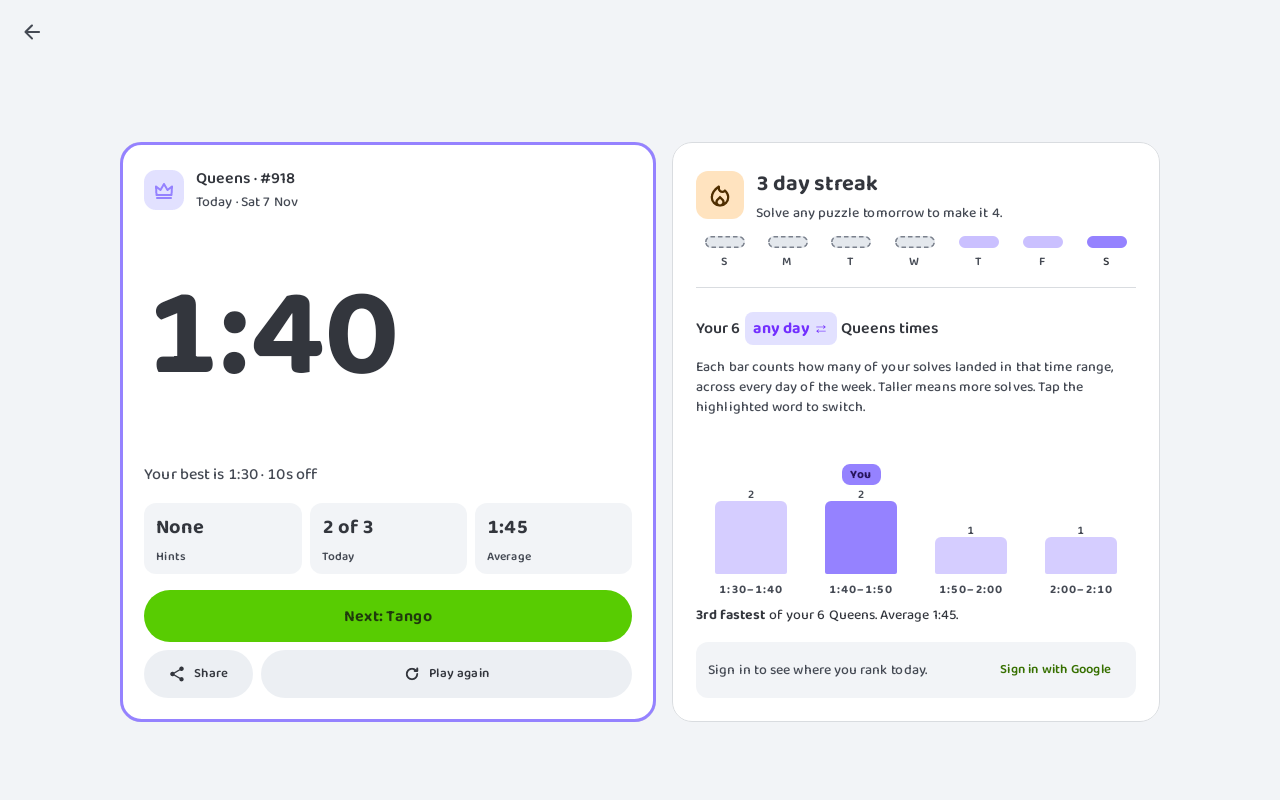 Queens · #918
Today · Sat 7 Nov
1:40
Your best is 1:30 · 10s off
None
Hints
2 of 3
Today
1:45
Average
Next: Tango
Share
Play again
3 day streak
Solve any puzzle tomorrow to make it 4.
S M T W T F S
Your 6 any day Queens times
Each bar counts how many of your solves landed in that time range,
across every day of the week. Taller means more solves. Tap the
highlighted word to switch.
You
2 2 1 1
1:30–1:40 1:40–1:50 1:50–2:00 2:00–2:10
3rd fastest of your 6 Queens. Average 1:45.
Sign in to see where you rank today.
Sign in with Google